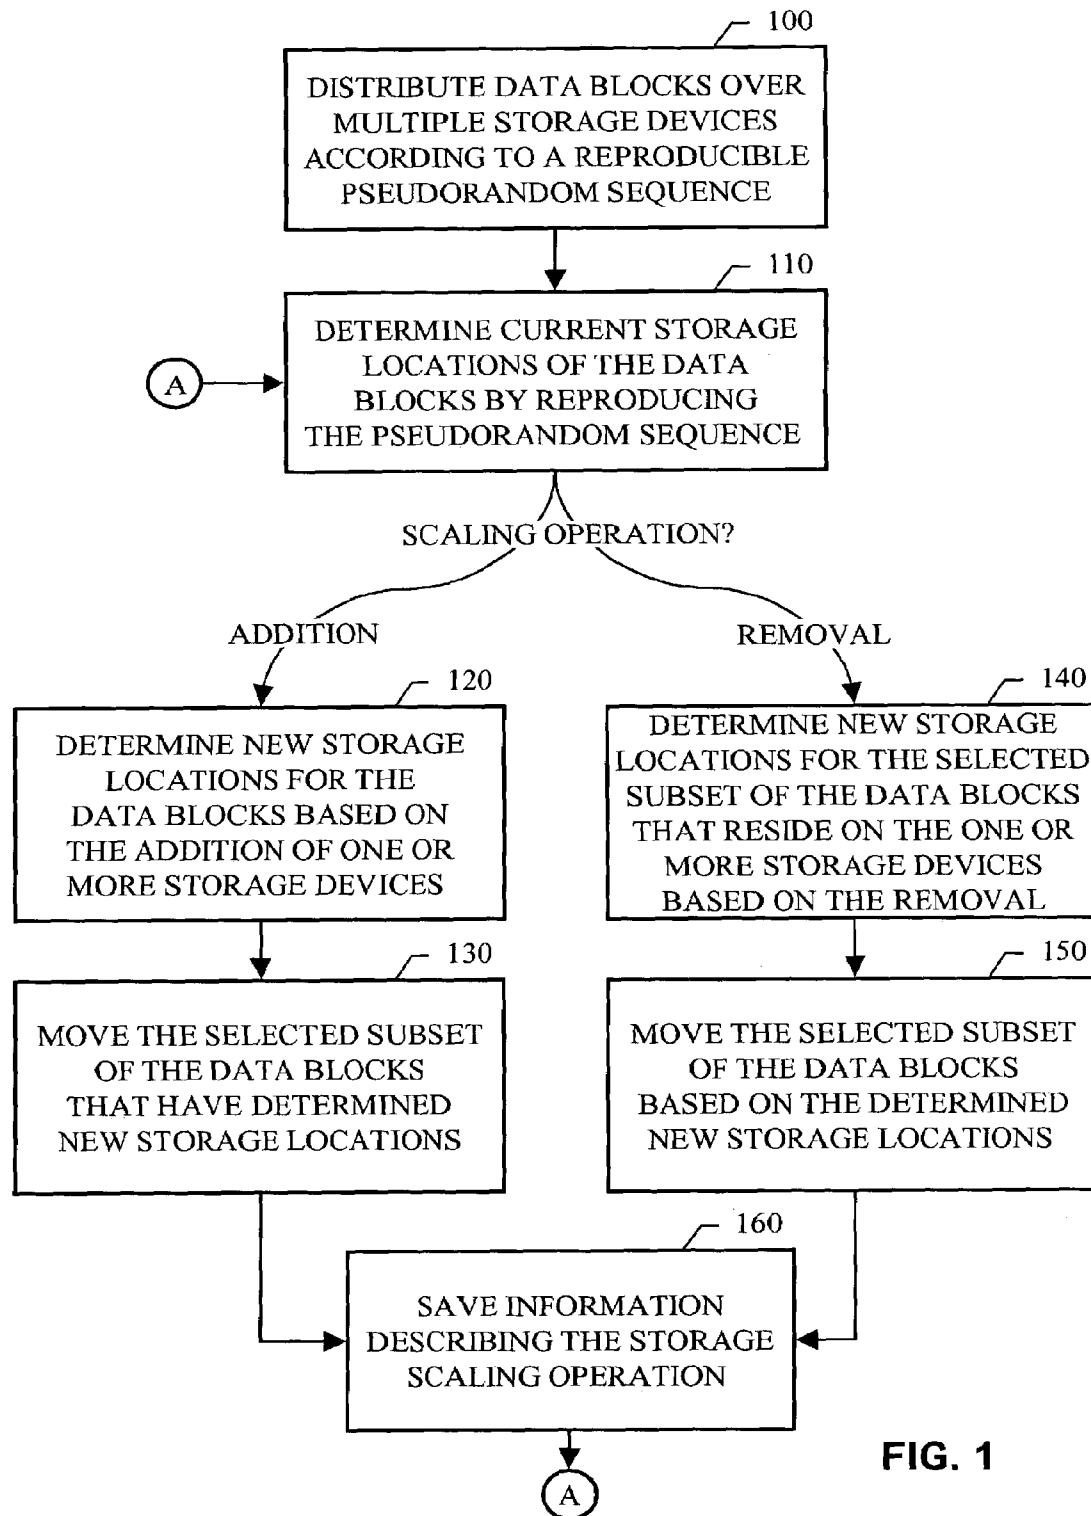 100
DISTRIBUTE DATA BLOCKS OVER
MULTIPLE STORAGE DEVICES
ACCORDING TO A REPRODUCIBLE
PSEUDORANDOM SEQUENCE
110
DETERMINE CURRENT STORAGE
LOCATIONS OF THE DATA
BLOCKS BY REPRODUCING
THE PSEUDORANDOM SEQUENCE
A
SCALING OPERATION?
ADDITION
REMOVAL
120
DETERMINE NEW STORAGE
LOCATIONS FOR THE
DATA BLOCKS BASED ON
THE ADDITION OF ONE OR
MORE STORAGE DEVICES
140
DETERMINE NEW STORAGE
LOCATIONS FOR THE SELECTED
SUBSET OF THE DATA BLOCKS
THAT RESIDE ON THE ONE OR
MORE STORAGE DEVICES
BASED ON THE REMOVAL
130
MOVE THE SELECTED SUBSET
OF THE DATA BLOCKS
THAT HAVE DETERMINED
NEW STORAGE LOCATIONS
150
MOVE THE SELECTED SUBSET
OF THE DATA BLOCKS
BASED ON THE DETERMINED
NEW STORAGE LOCATIONS
160
SAVE INFORMATION
DESCRIBING THE STORAGE
SCALING OPERATION
A
FIG. 1